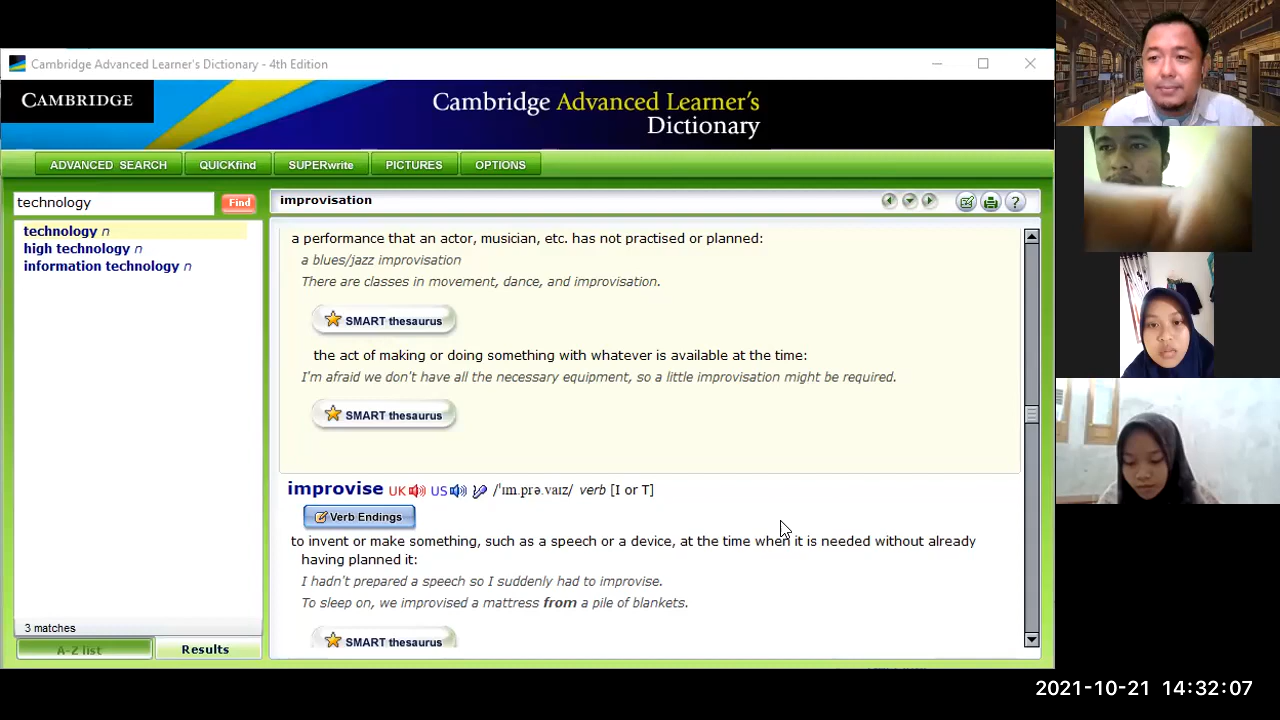 Cambridge Advanced Learner's Dictionary - 4th Edition
CAMBRIDGE
Cambridge Advanced Learner's
Dictionary
ADVANCED SEARCH QUICKfind SUPERwrite PICTURES OPTIONS
technology Find
technology n
high technology n
information technology n
3 matches
A-Z list Results
improvisation
a performance that an actor, musician, etc. has not practised or planned:
a blues/jazz improvisation
There are classes in movement, dance, and improvisation.
SMART thesaurus
the act of making or doing something with whatever is available at the time:
I'm afraid we don't have all the necessary equipment, so a little improvisation might be required.
SMART thesaurus
improvise UK US /ˈɪm.prə.vaɪz/ verb [I or T]
Verb Endings
to invent or make something, such as a speech or a device, at the time when it is needed without already
having planned it:
I hadn't prepared a speech so I suddenly had to improvise.
To sleep on, we improvised a mattress from a pile of blankets.
SMART thesaurus
2021-10-21 14:32:07